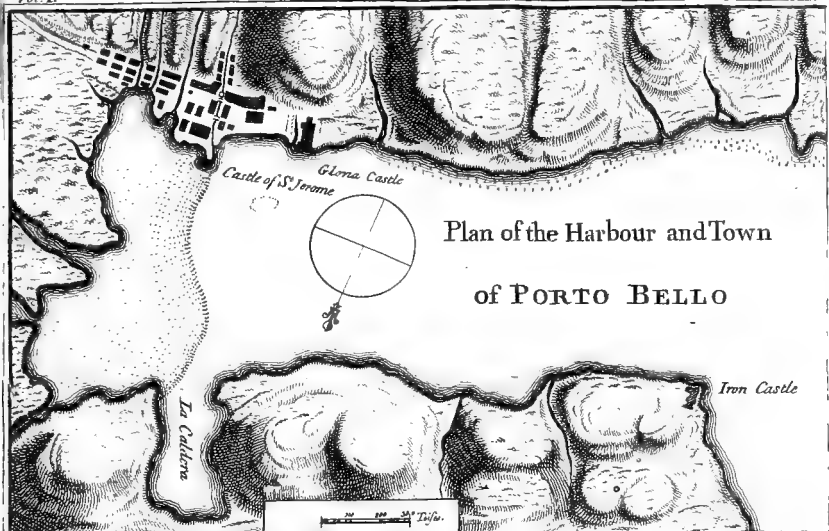 Castle of St Jerome
Gloria Castle
Plan of the Harbour and Town
of PORTO BELLO
Iron Castle
La Caldera
Toises.